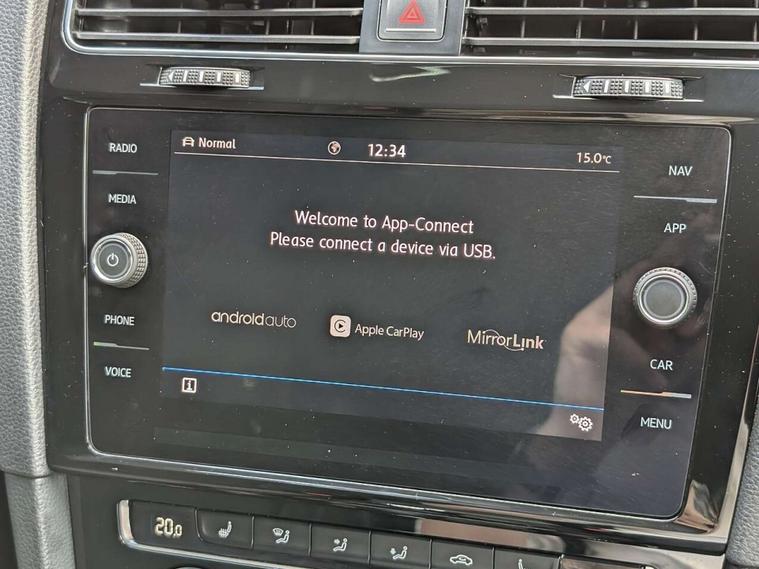 RADIO
MEDIA
PHONE
VOICE
Normal
12:34
15.0°C
Welcome to App-Connect
Please connect a device via USB.
androidauto
Apple CarPlay
MirrorLink
i
NAV
APP
CAR
MENU
20.0